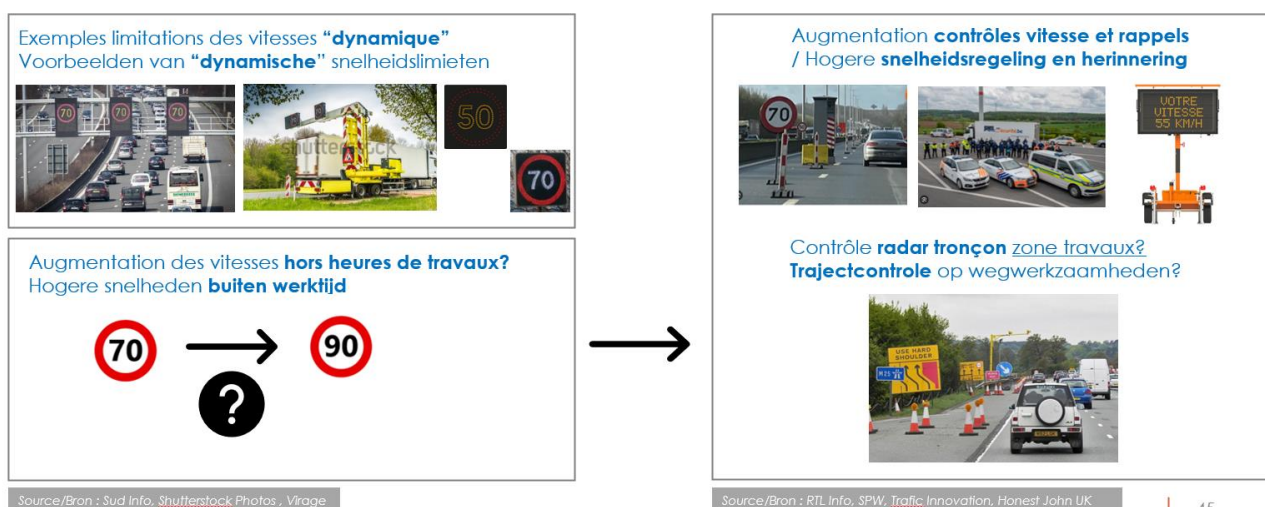 Exemples limitations des vitesses “dynamique”
Voorbeelden van “dynamische” snelheidslimieten
70 70 70
50
shutterstock
70
Augmentation des vitesses hors heures de travaux?
Hogere snelheden buiten werktijd
70
90
?
Source/Bron : Sud Info, Shutterstock Photos , Virage
Augmentation contrôles vitesse et rappels
/ Hogere snelheidsregeling en herinnering
70
VOTRE
VITESSE
55 KM/H
Contrôle radar tronçon zone travaux?
Trajectcontrole op wegwerkzaamheden?
USE HARD
SHOULDER
M25
Source/Bron : RTL Info, SPW, Trafic Innovation, Honest John UK